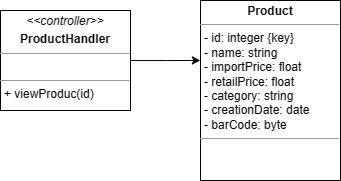 <<controller>>
ProductHandler
+ viewProduc(id)
Product
- id: integer {key}
- name: string
- importPrice: float
- retailPrice: float
- category: string
- creationDate: date
- barCode: byte